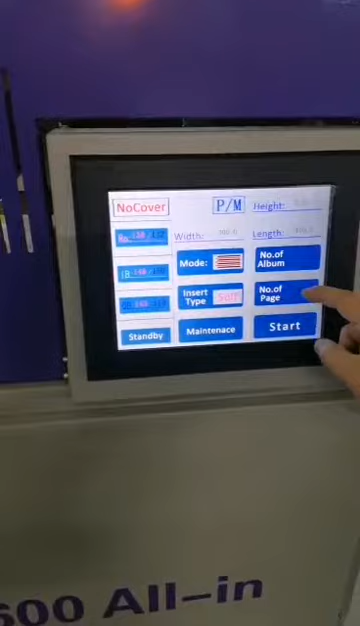 NoCover
P/M
Height:
Width:
Length:
Mode:
No.of
Album
Insert
Type
Soft
No.of
Page
Standby
Maintenace
Start
600 All-in